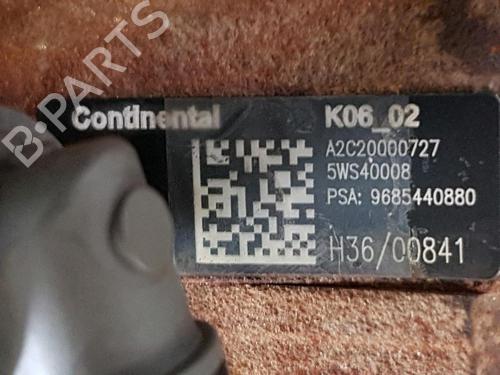 B-PARTS
Continental K06_02
A2C20000727
5WS40008
PSA: 9685440880
H36/00841